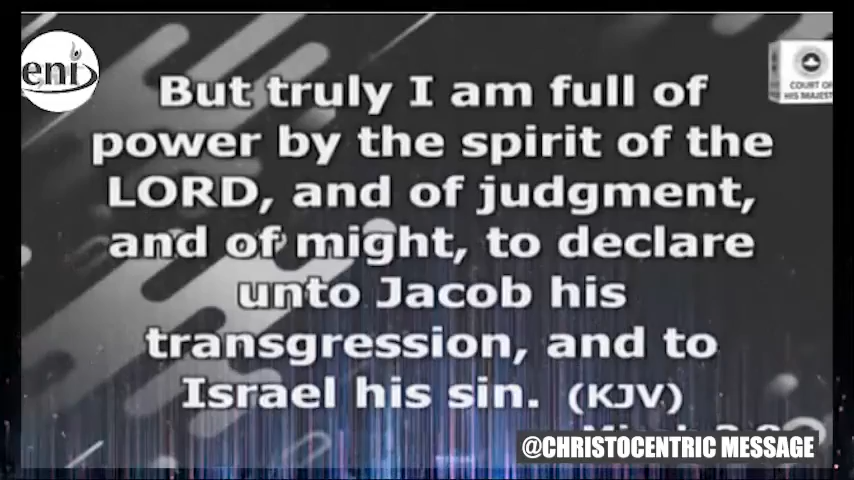 eni
COURT OF
HIS MAJEST
But truly I am full of
power by the spirit of the
LORD, and of judgment,
and of might, to declare
unto Jacob his
transgression, and to
Israel his sin. (KJV)
@CHRISTOCENTRIC MESSAGE